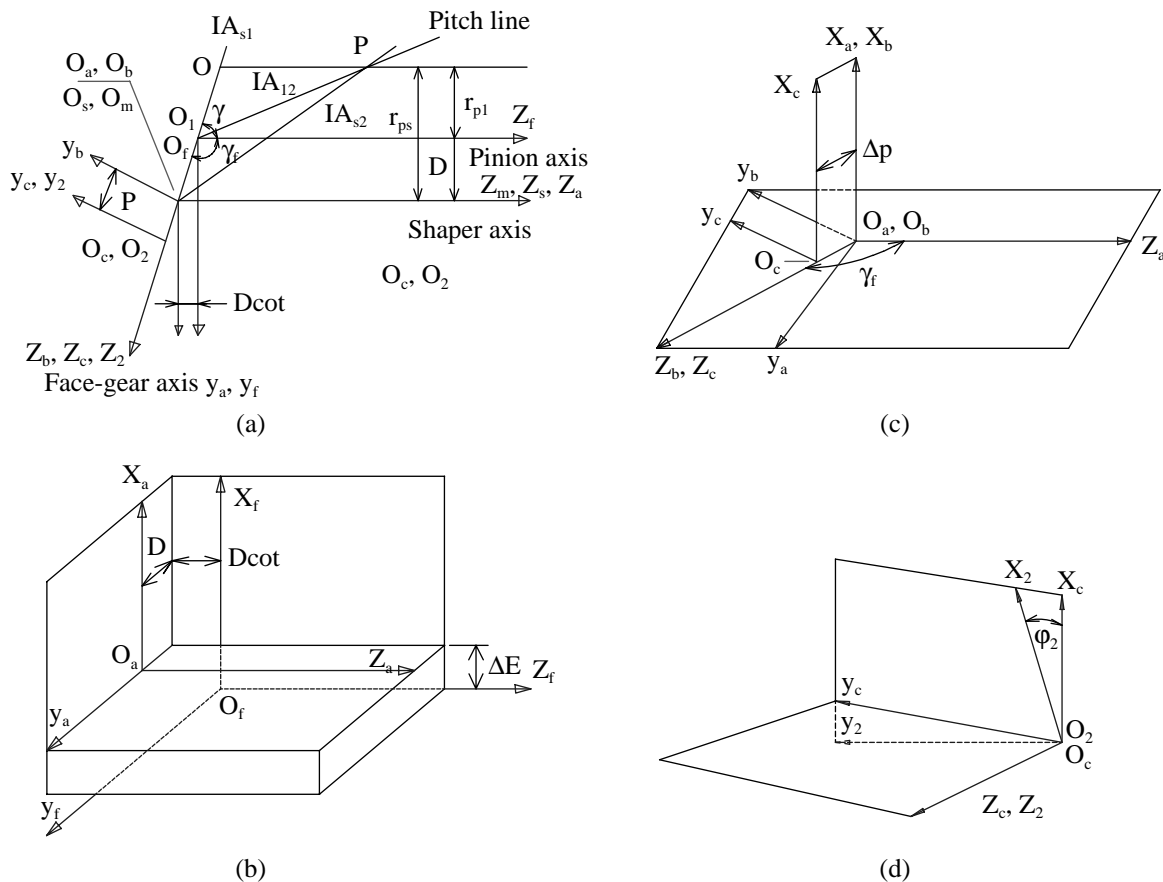 IA_s1
Pitch line
P
O_a, O_b
O
O_s, O_m
IA_12
IA_s2
r_ps
r_p1
O_1
γ
Z_f
O_f
γ_f
y_b
D
Pinion axis
y_c, y_2
P
Z_m, Z_s, Z_a
Shaper axis
O_c, O_2
O_c, O_2
Dcot
Z_b, Z_c, Z_2
Face-gear axis y_a, y_f
(a)
X_a, X_b
X_c
Δp
y_b
y_c
O_a, O_b
O_c
Z_a
γ_f
Z_b, Z_c
y_a
(c)
X_a
X_f
D
Dcot
O_a
Z_a
ΔE
Z_f
O_f
y_a
y_f
(b)
X_2
X_c
φ_2
y_c
y_2
O_2
O_c
Z_c, Z_2
(d)